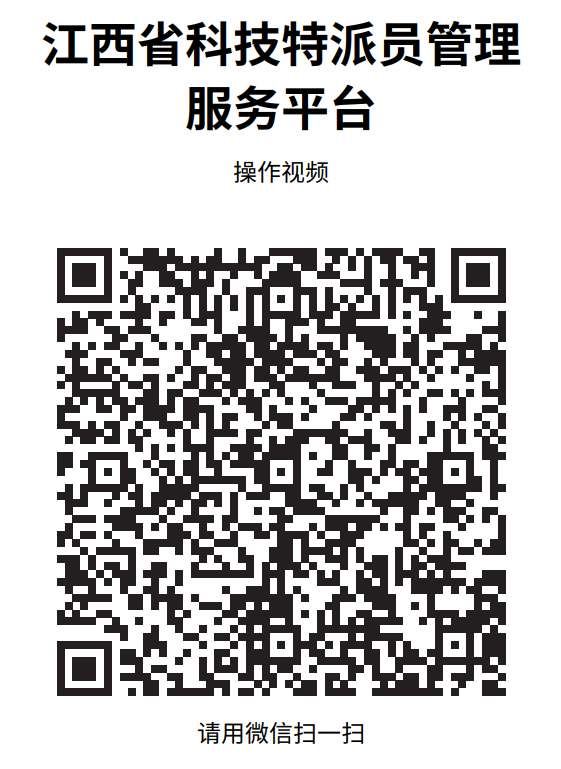 江西省科技特派员管理
服务平台
操作视频
请用微信扫一扫